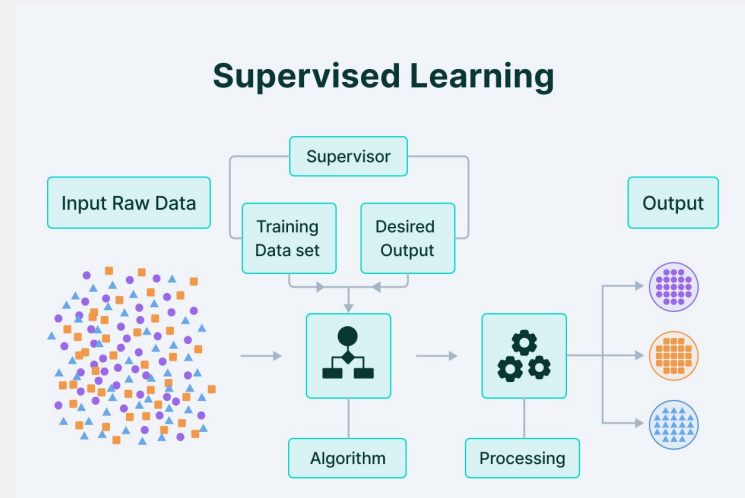 Supervised Learning
Supervisor
Input Raw Data
Training
Data set
Desired
Output
Output
Algorithm
Processing